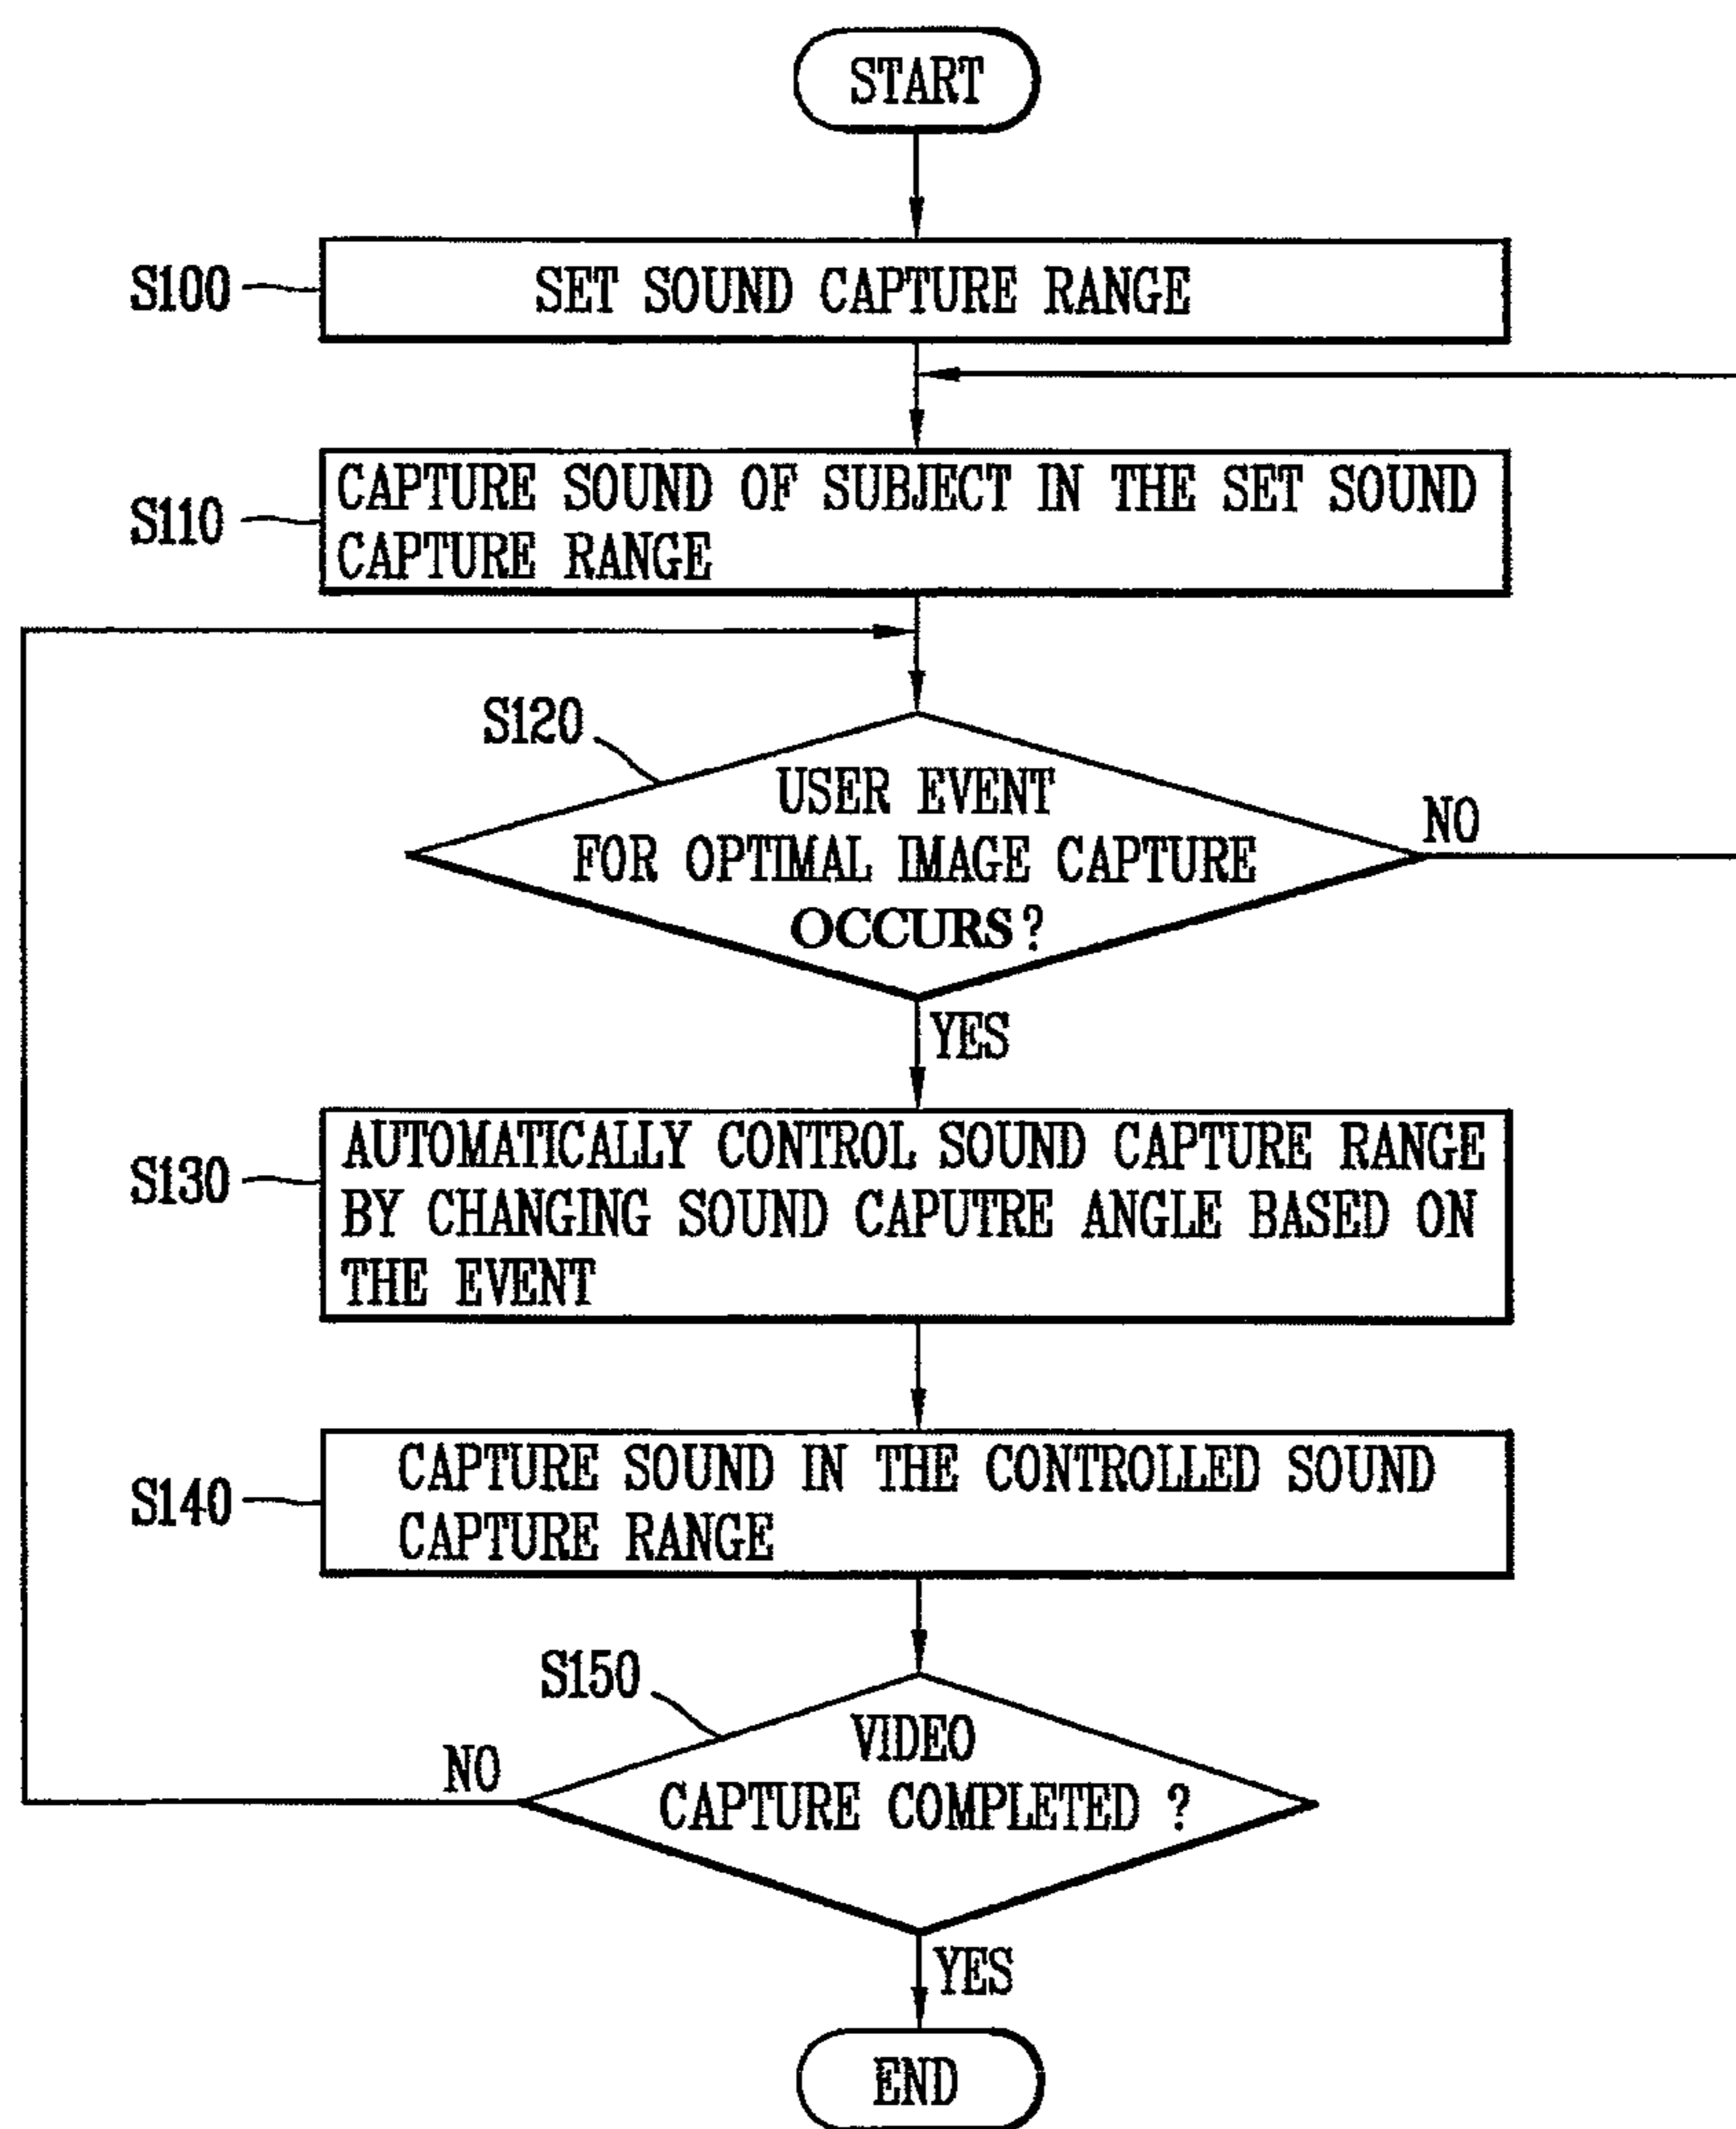 START
S100
SET SOUND CAPTURE RANGE
S110
CAPTURE SOUND OF SUBJECT IN THE SET SOUND
CAPTURE RANGE
S120
USER EVENT
FOR OPTIMAL IMAGE CAPTURE
OCCURS?
NO
YES
S130
AUTOMATICALLY CONTROL SOUND CAPTURE RANGE
BY CHANGING SOUND CAPUTRE ANGLE BASED ON
THE EVENT
S140
CAPTURE SOUND IN THE CONTROLLED SOUND
CAPTURE RANGE
S150
VIDEO
CAPTURE COMPLETED ?
NO
YES
END